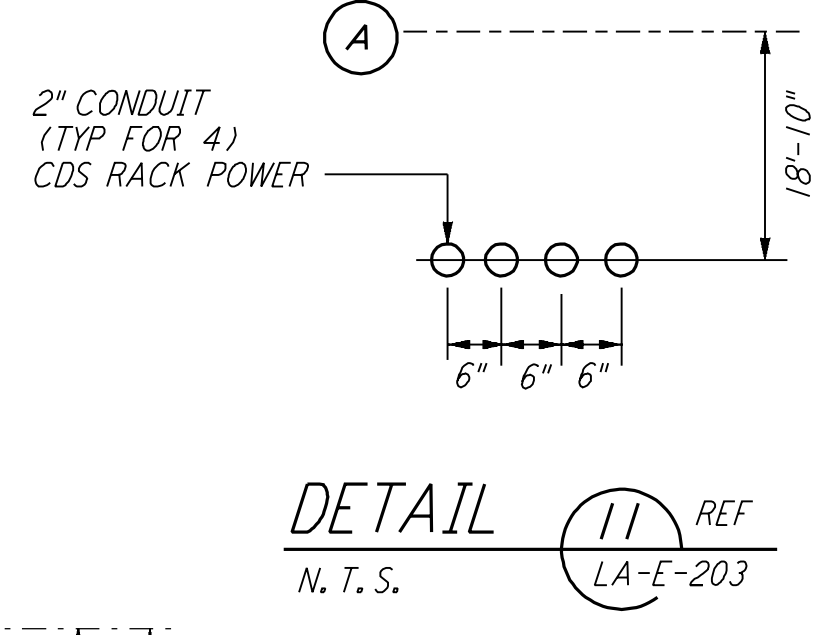 A
2" CONDUIT
(TYP FOR 4)
CDS RACK POWER
18'-10"
6" 6" 6"
DETAIL 11 REF
N. T. S. LA-E-203